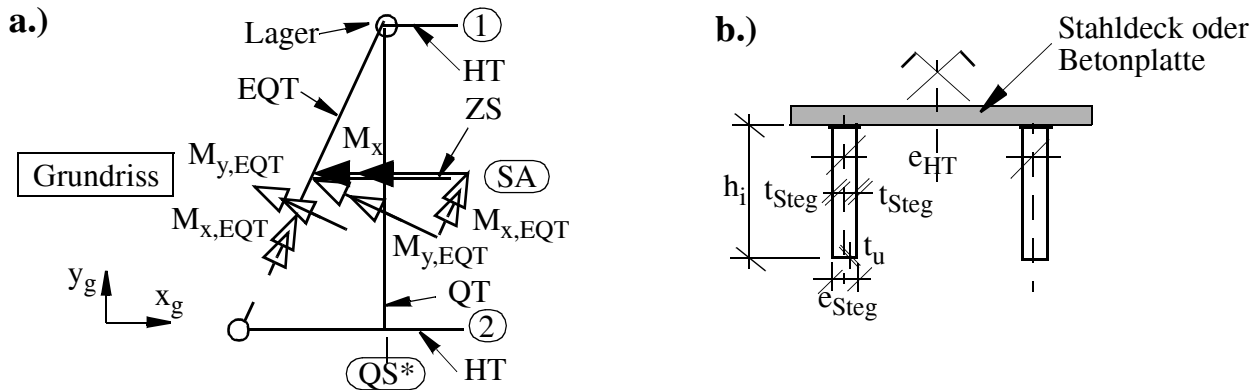 a.)
Lager
1
HT
EQT
ZS
M_x
M_y,EQT
Grundriss
SA
M_x,EQT
M_x,EQT
M_y,EQT
y_g
x_g
QT
2
HT
QS*
b.)
Stahldeck oder
Betonplatte
e_HT
h_i
t_Steg
t_Steg
t_u
e_Steg